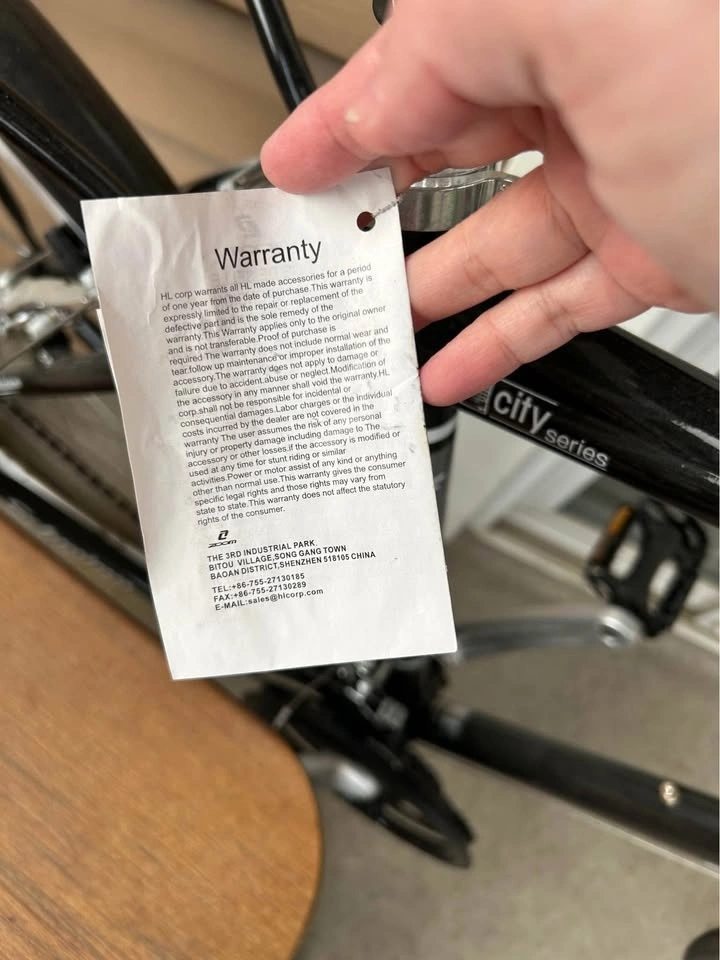 Warranty
HL corp warrants all HL made accessories for a period
of one year from the date of purchase.This warranty is
expressly limited to the repair or replacement of the
defective part and is the sole remedy of the
warranty.This Warranty applies only to the original owner
and is not transferable.Proof of purchase is
required.The warranty does not include normal wear and
tear.follow up maintenance or improper installation of the
accessory.The warranty does not apply to damage or
failure due to accident.abuse or neglect.Modification of
the accessory in any manner shall void the warranty.HL
corp.shall not be responsible for incidental or
consequential damages.Labor charges or the individual
costs incurred by the dealer are not covered in the
warranty The user assumes the risk of any personal
injury or property damage including damage to The
accessory or other losses.if the accessory is modified or
used at any time for stunt.riding or similar
activities.Power or motor assist of any kind or anything
other than normal use.This warranty gives the consumer
specific legal rights and those rights may vary from
state to state.This warranty does not affect the statutory
rights of the consumer.
ZOOM
THE 3RD INDUSTRIAL PARK.
BITOU VILLAGE,SONG GANG TOWN
BAOAN DISTRICT,SHENZHEN 518105 CHINA
TEL:+86-755-27130185
FAX:+86-755-27130289
E-MAIL:sales@hlcorp.com
city
series